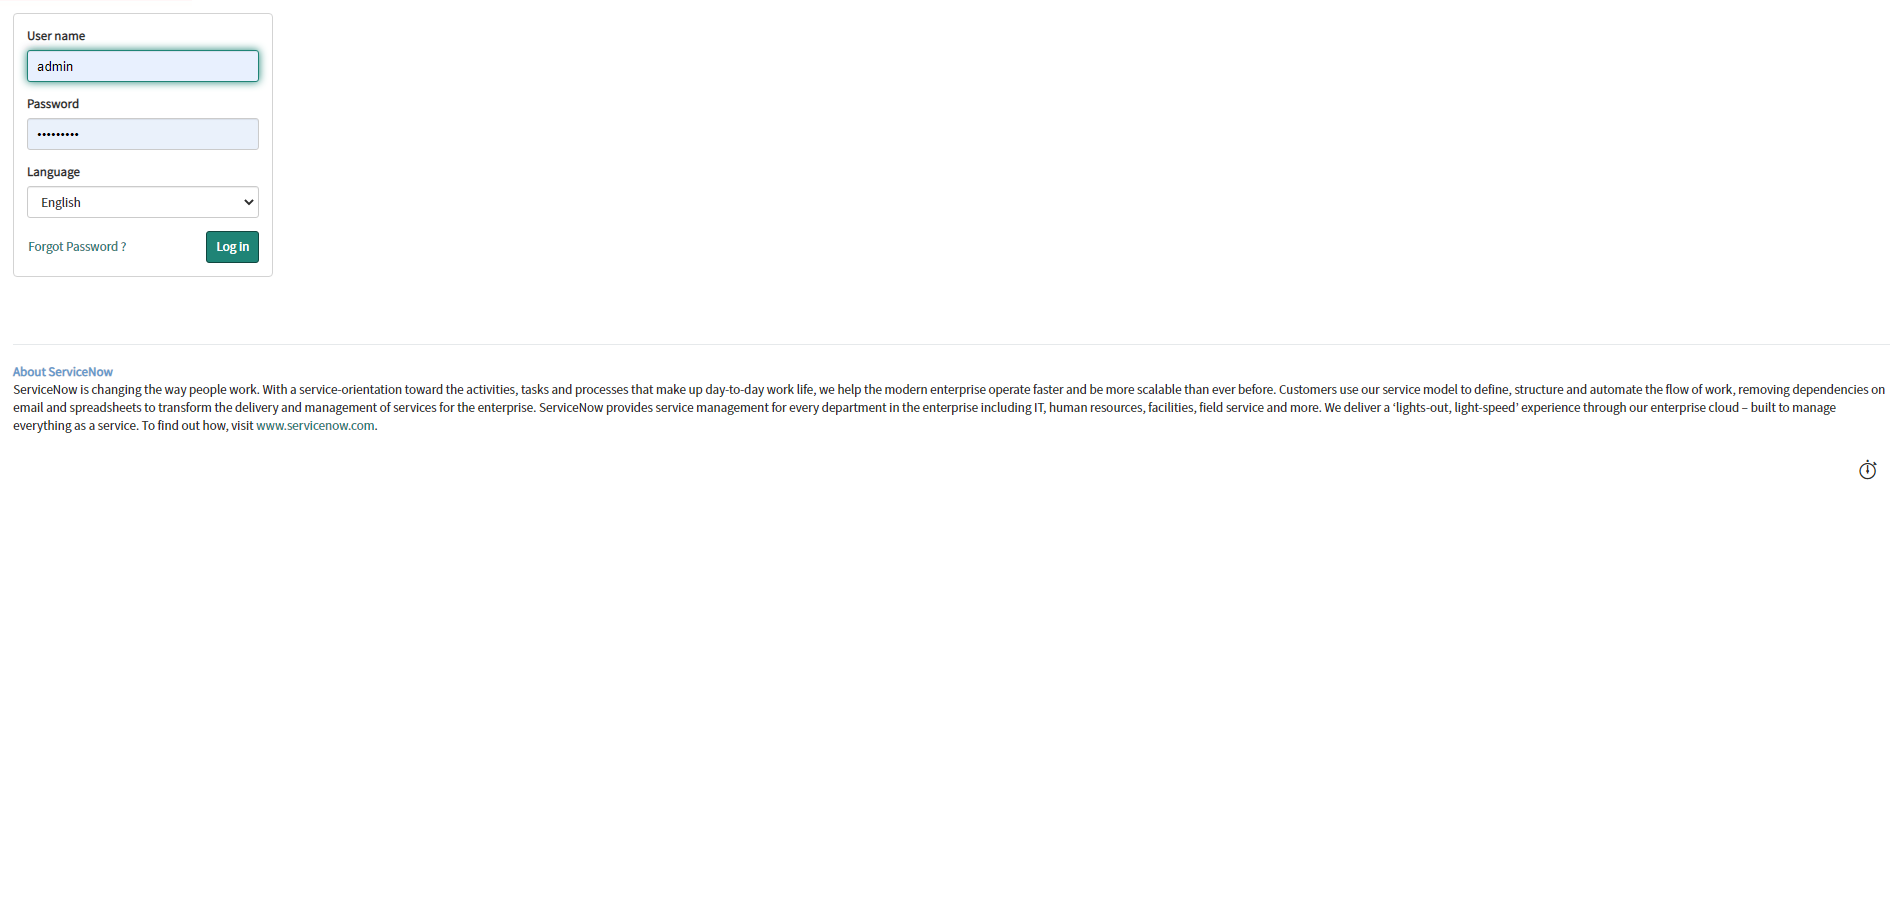 User name
admin
Password
•••••••••
Language
English
Forgot Password ?
Log in
About ServiceNow
ServiceNow is changing the way people work. With a service-orientation toward the activities, tasks and processes that make up day-to-day work life, we help the modern enterprise operate faster and be more scalable than ever before. Customers use our service model to define, structure and automate the flow of work, removing dependencies on
email and spreadsheets to transform the delivery and management of services for the enterprise. ServiceNow provides service management for every department in the enterprise including IT, human resources, facilities, field service and more. We deliver a ‘lights-out, light-speed’ experience through our enterprise cloud – built to manage
everything as a service. To find out how, visit www.servicenow.com.